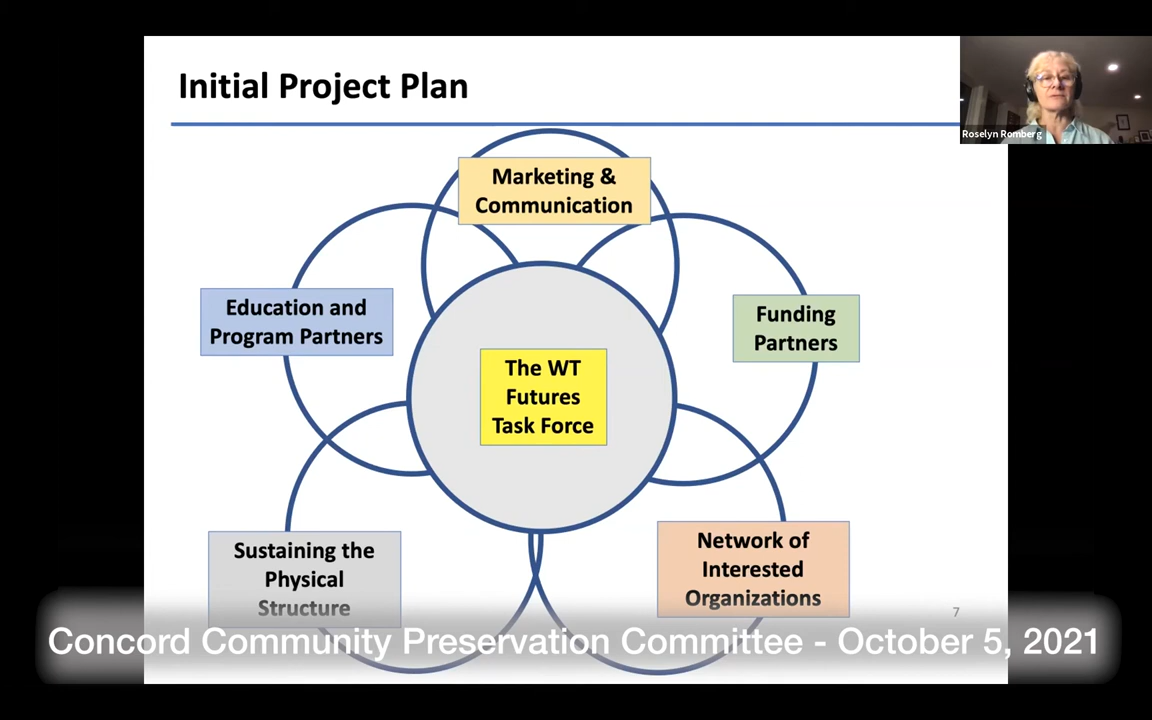 Initial Project Plan
Roselyn Romberg
Marketing &
Communication
Education and
Program Partners
Funding
Partners
The WT
Futures
Task Force
Sustaining the
Physical
Structure
Network of
Interested
Organizations
7
Concord Community Preservation Committee - October 5, 2021